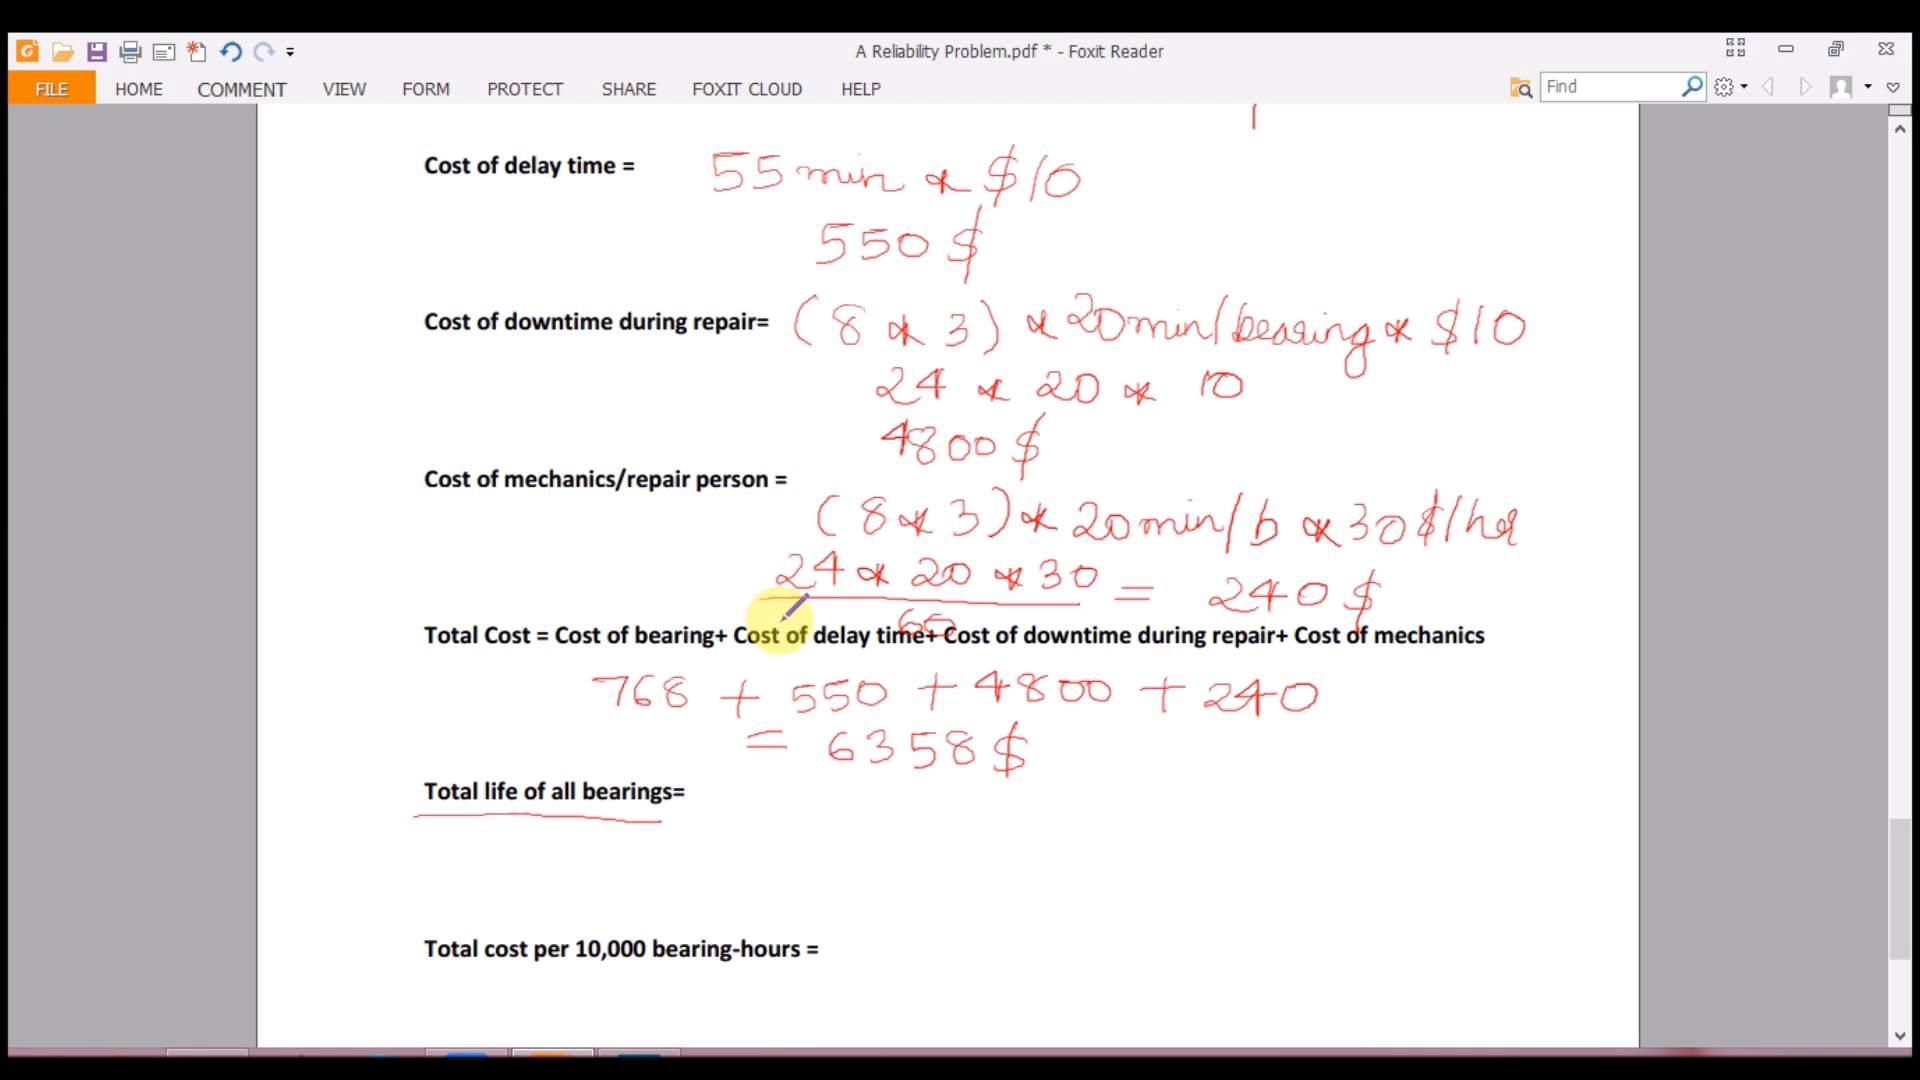 A Reliability Problem.pdf * - Foxit Reader
FILE HOME COMMENT VIEW FORM PROTECT SHARE FOXIT CLOUD HELP Find
Cost of delay time = 55 min * $10
550 $
Cost of downtime during repair= (8 * 3) * 20 min/bearing * $10
24 * 20 * 10
4800 $
Cost of mechanics/repair person =
(8 * 3) * 20 min/b * 30 $/hr
24 * 20 * 30 = 240 $
60
Total Cost = Cost of bearing+ Cost of delay time+ Cost of downtime during repair+ Cost of mechanics
768 + 550 + 4800 + 240
= 6358 $
Total life of all bearings=
Total cost per 10,000 bearing-hours =